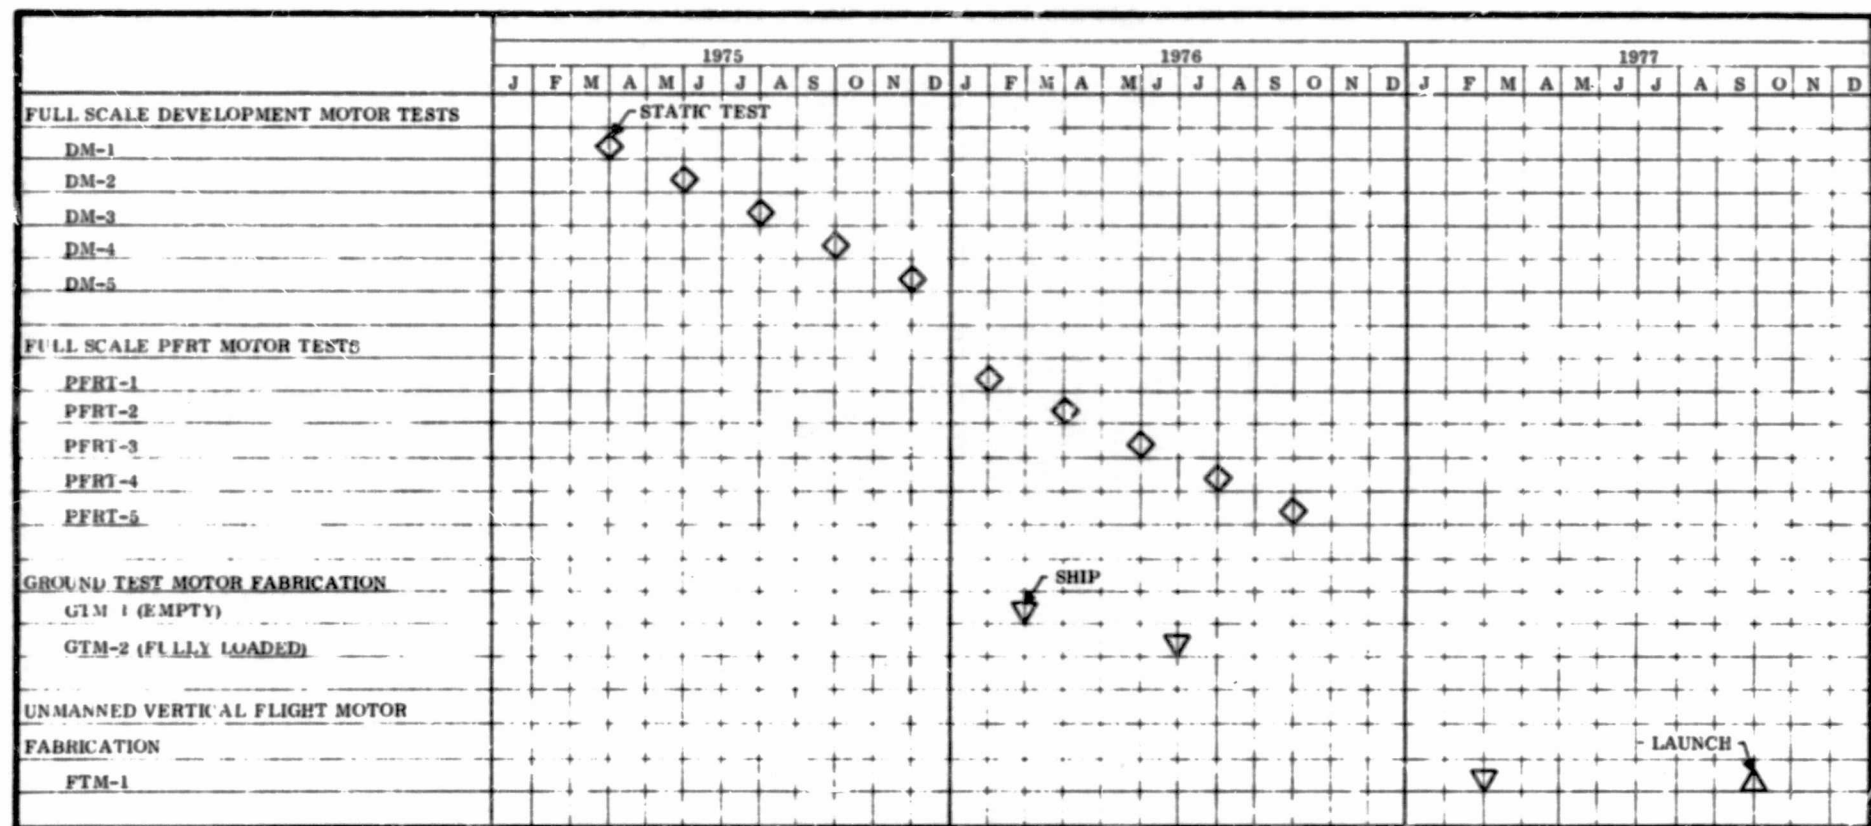 1975 1976 1977
J F M A M J J A S O N D J F M A M J J A S O N D J F M A M J J A S O N D
FULL SCALE DEVELOPMENT MOTOR TESTS
STATIC TEST
DM-1
DM-2
DM-3
DM-4
DM-5
FULL SCALE PFRT MOTOR TESTS
PFRT-1
PFRT-2
PFRT-3
PFRT-4
PFRT-5
GROUND TEST MOTOR FABRICATION
SHIP
GTM-1 (EMPTY)
GTM-2 (FULLY LOADED)
UNMANNED VERTICAL FLIGHT MOTOR
FABRICATION
LAUNCH
FTM-1